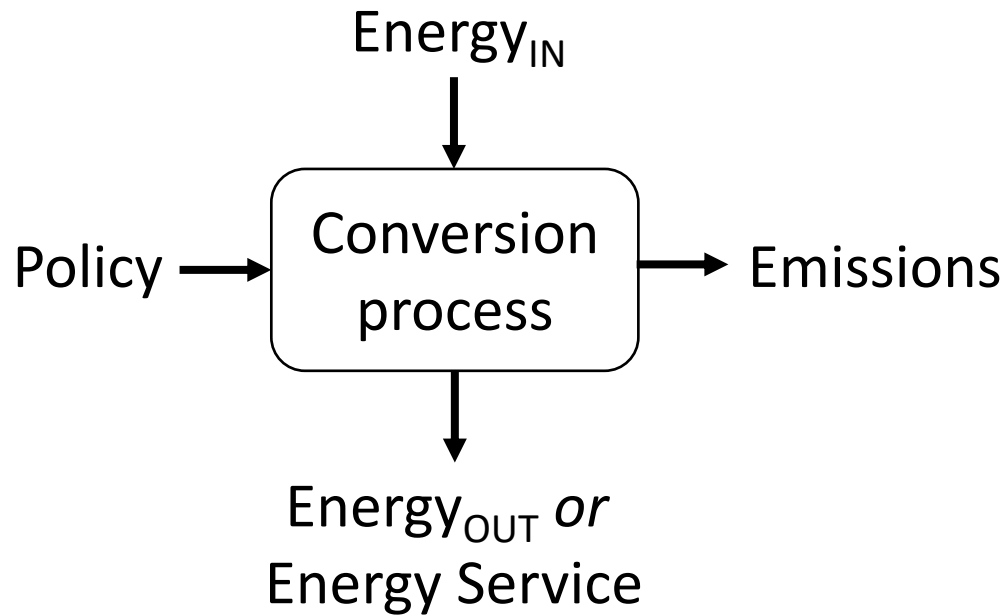 Energy_IN
Policy
Conversion
process
Emissions
Energy_OUT or
Energy Service